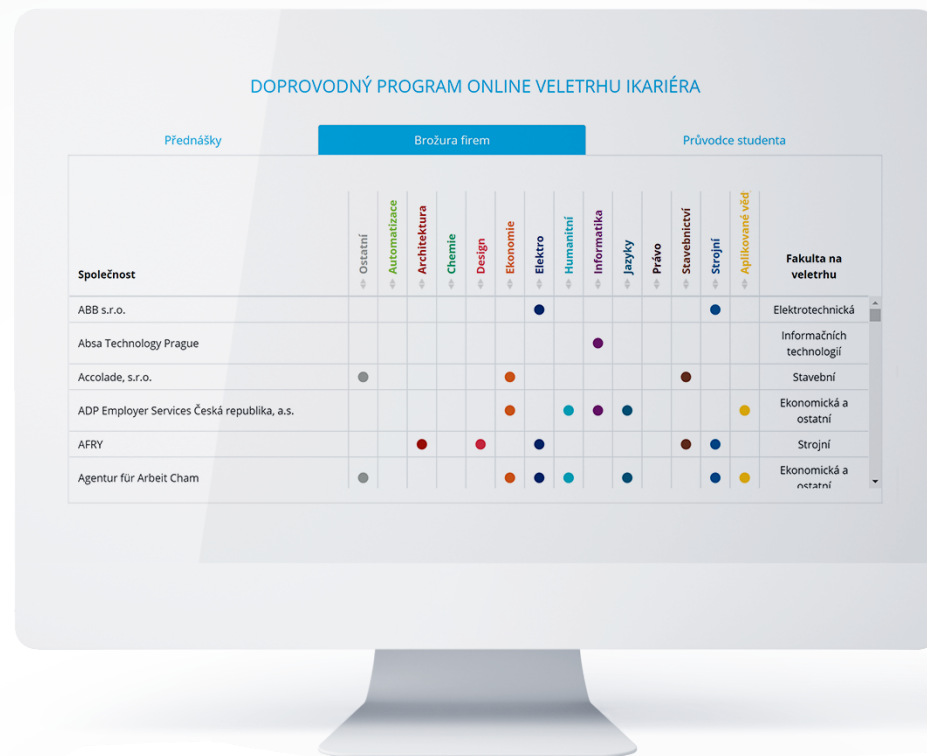 DOPROVODNÝ PROGRAM ONLINE VELETRHU IKARIÉRA
Přednášky
Brožura firem
Průvodce studenta
Společnost
Ostatní
Automatizace
Architektura
Chemie
Design
Ekonomie
Elektro
Humanitní
Informatika
Jazyky
Právo
Stavebnictví
Strojní
Aplikované věd
Fakulta na
veletrhu
ABB s.r.o.
Elektrotechnická
Absa Technology Prague
Informačních
technologií
Accolade, s.r.o.
Stavební
ADP Employer Services Česká republika, a.s.
Ekonomická a
ostatní
AFRY
Strojní
Agentur für Arbeit Cham
Ekonomická a
ostatní